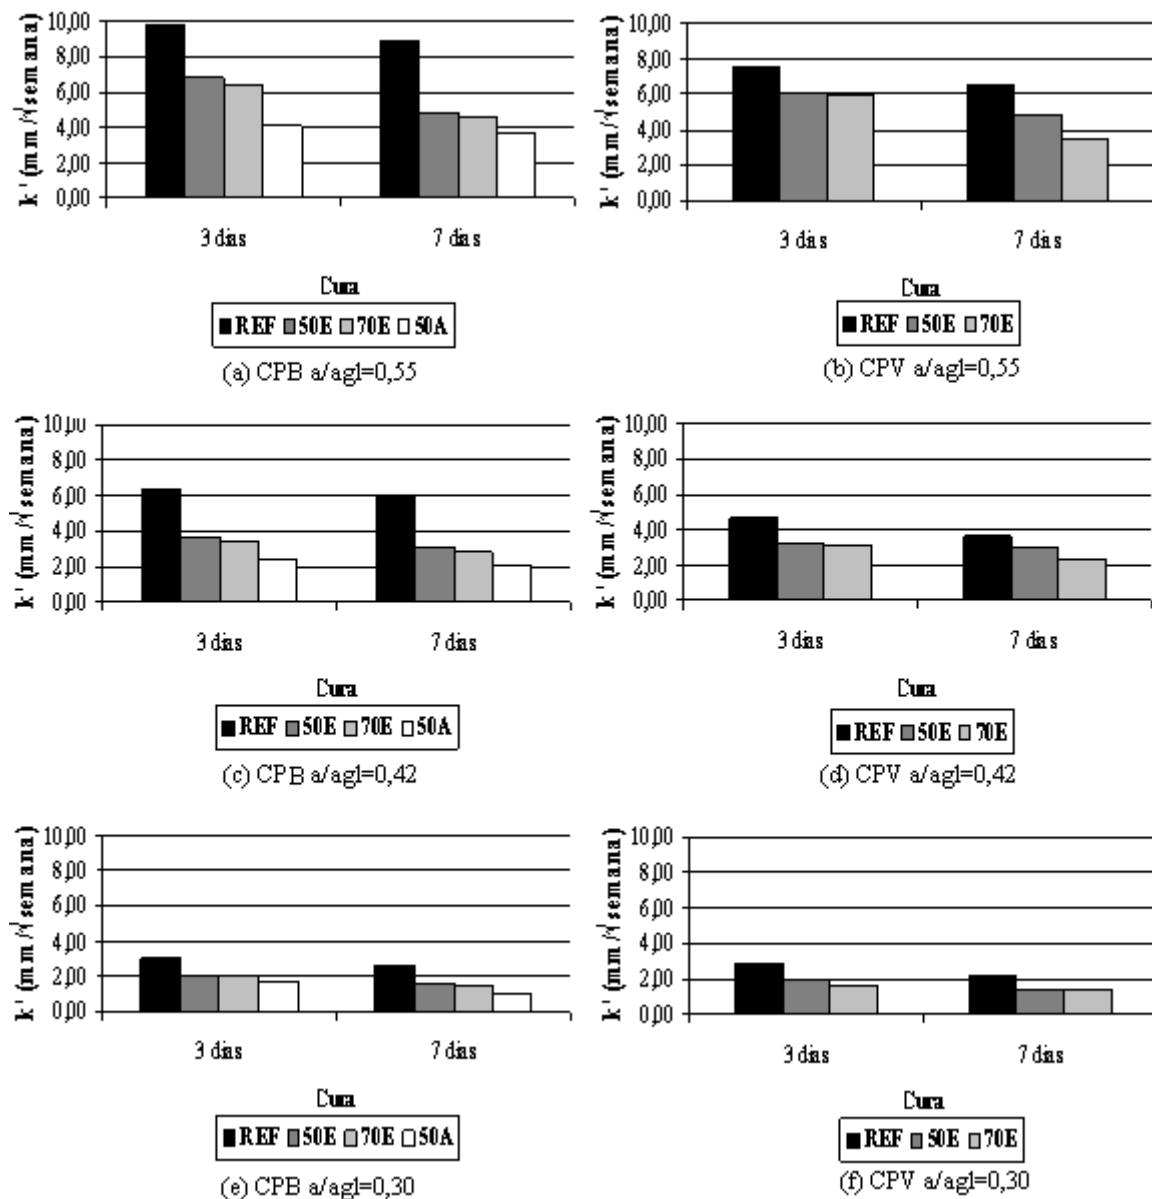 k' (mm/√semana)
10,00
8,00
6,00
4,00
2,00
0,00
3 dias 7 dias
Cura
REF 50E 70E 50A
(a) CPB a/agl=0,55
k' (mm/√semana)
10,00
8,00
6,00
4,00
2,00
0,00
3 dias 7 dias
Cura
REF 50E 70E
(b) CPV a/agl=0,55
k' (mm/√semana)
10,00
8,00
6,00
4,00
2,00
0,00
3 dias 7 dias
Cura
REF 50E 70E 50A
(c) CPB a/agl=0,42
k' (mm/√semana)
10,00
8,00
6,00
4,00
2,00
0,00
3 dias 7 dias
Cura
REF 50E 70E
(d) CPV a/agl=0,42
k' (mm/√semana)
10,00
8,00
6,00
4,00
2,00
0,00
3 dias 7 dias
Cura
REF 50E 70E 50A
(e) CPB a/agl=0,30
k' (mm/√semana)
10,00
8,00
6,00
4,00
2,00
0,00
3 dias 7 dias
Cura
REF 50E 70E
(f) CPV a/agl=0,30